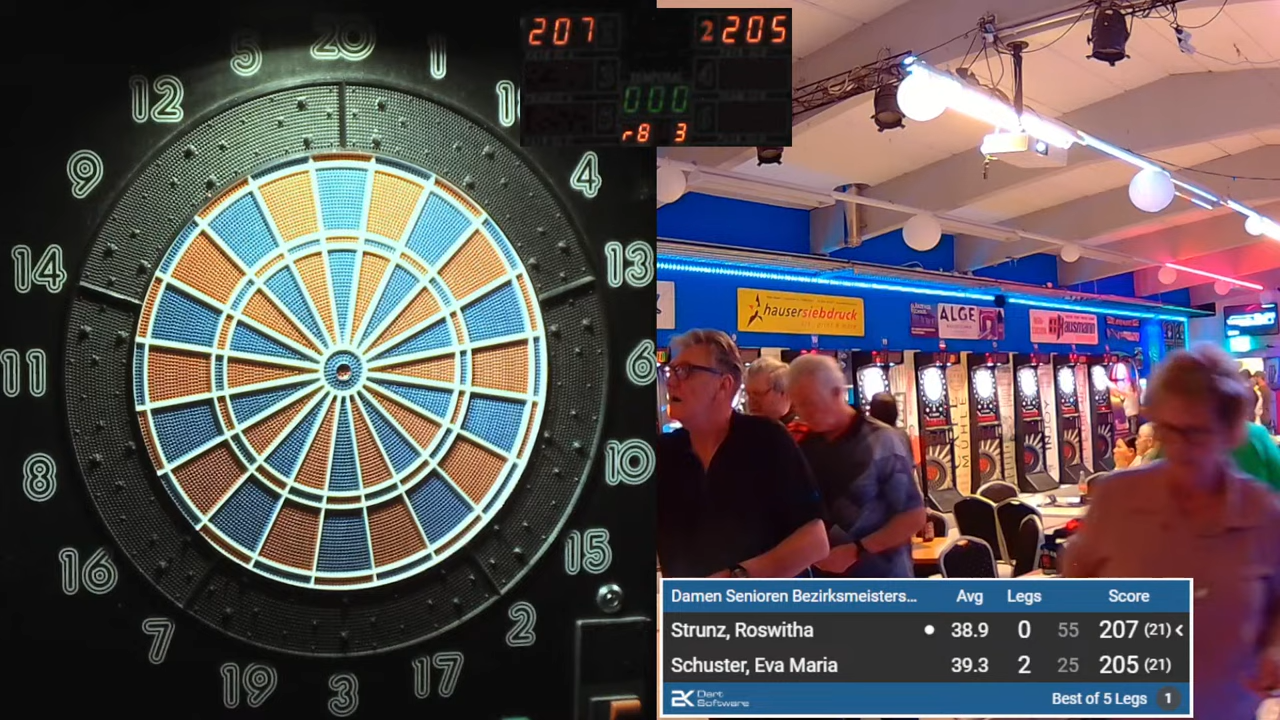 207 2 205
000
r8 3
5 20 1
12
9 4
14 13
11 6
8 10
16 15
7 2
19 3 17
hausersiebdruck
ALGE
Hausmann
MÜHLE
Damen Senioren Bezirksmeisters... Avg Legs Score
Strunz, Roswitha 38.9 0 55 207 (21)
Schuster, Eva Maria 39.3 2 25 205 (21)
2K Dart Software Best of 5 Legs 1